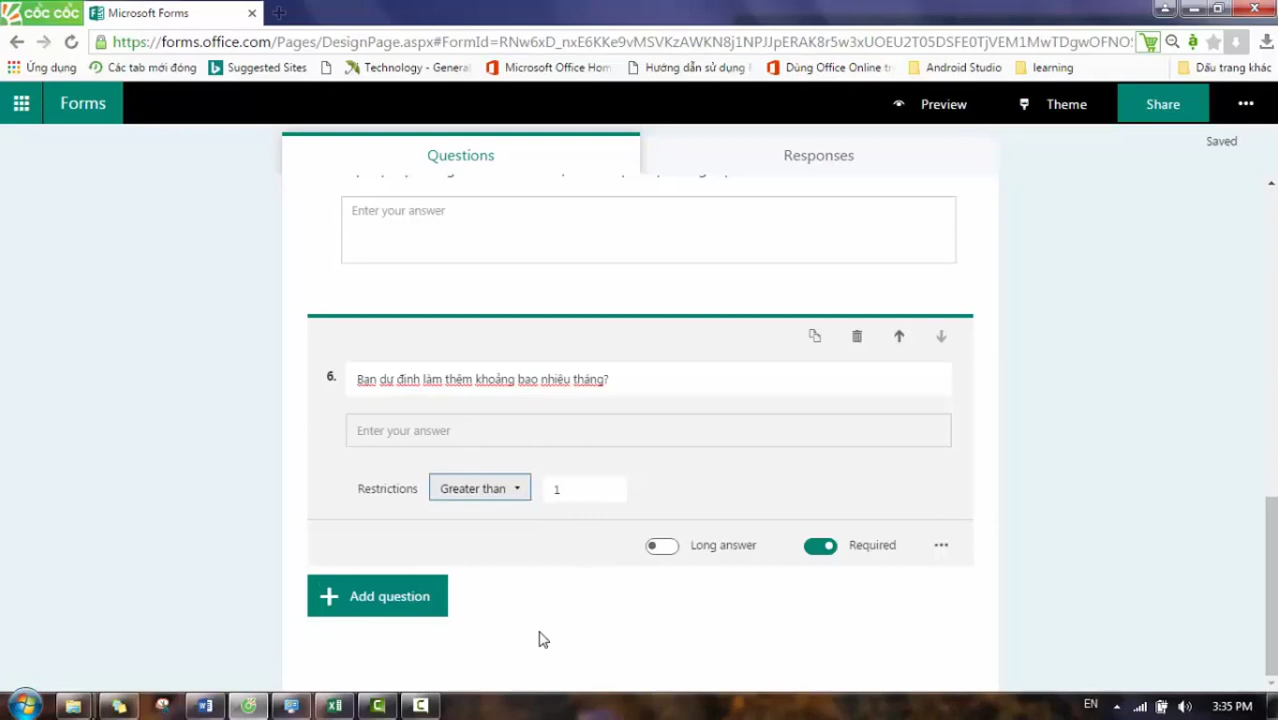 CỐC CỐC
Microsoft Forms
https://forms.office.com/Pages/DesignPage.aspx#FormId=RNw6xD_nxE6KKe9vMSVKzAWKN8j1NPJJpERAK8r5w3xUOEU2T05DSFE0TjVEM1MwTDgwOFNOS
Ứng dụng
Các tab mới đóng
Suggested Sites
Technology - Genera
Microsoft Office Hom
Hướng dẫn sử dụng
Dùng Office Online tr
Android Studio
learning
Dấu trang khác
Forms
Preview
Theme
Share
Questions
Responses
Saved
Enter your answer
6.
Bạn dự định làm thêm khoảng bao nhiêu tháng?
Enter your answer
Restrictions
Greater than
1
Long answer
Required
Add question
EN
3:35 PM